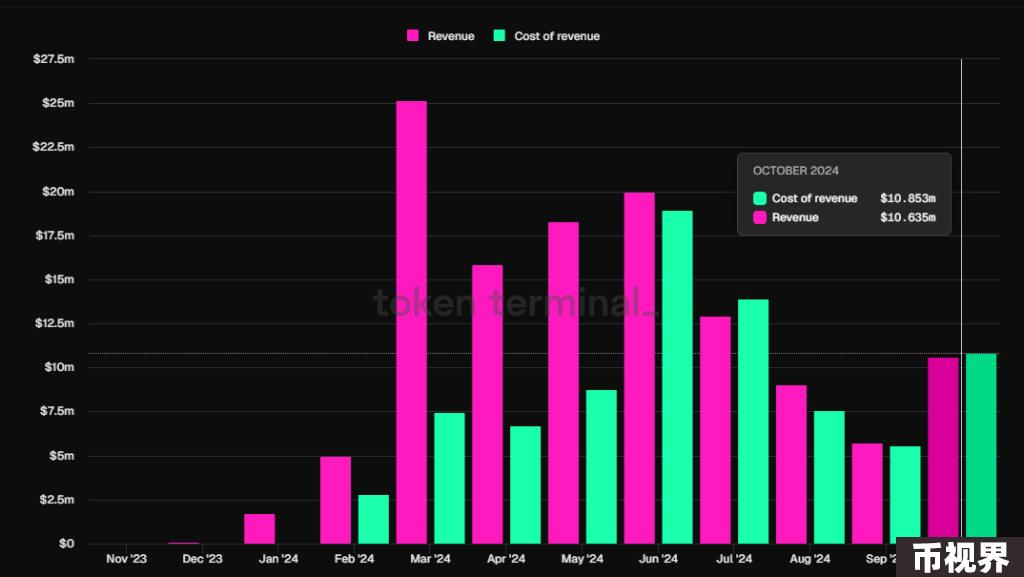 Revenue Cost of revenue
$27.5m
$25m
$22.5m
$20m
$17.5m
$15m
$12.5m
$10m
$7.5m
$5m
$2.5m
$0
OCTOBER 2024
Cost of revenue $10.853m
Revenue $10.635m
token terminal_
Nov '23 Dec '23 Jan '24 Feb '24 Mar '24 Apr '24 May '24 Jun '24 Jul '24 Aug '24 Sep '2
币视界